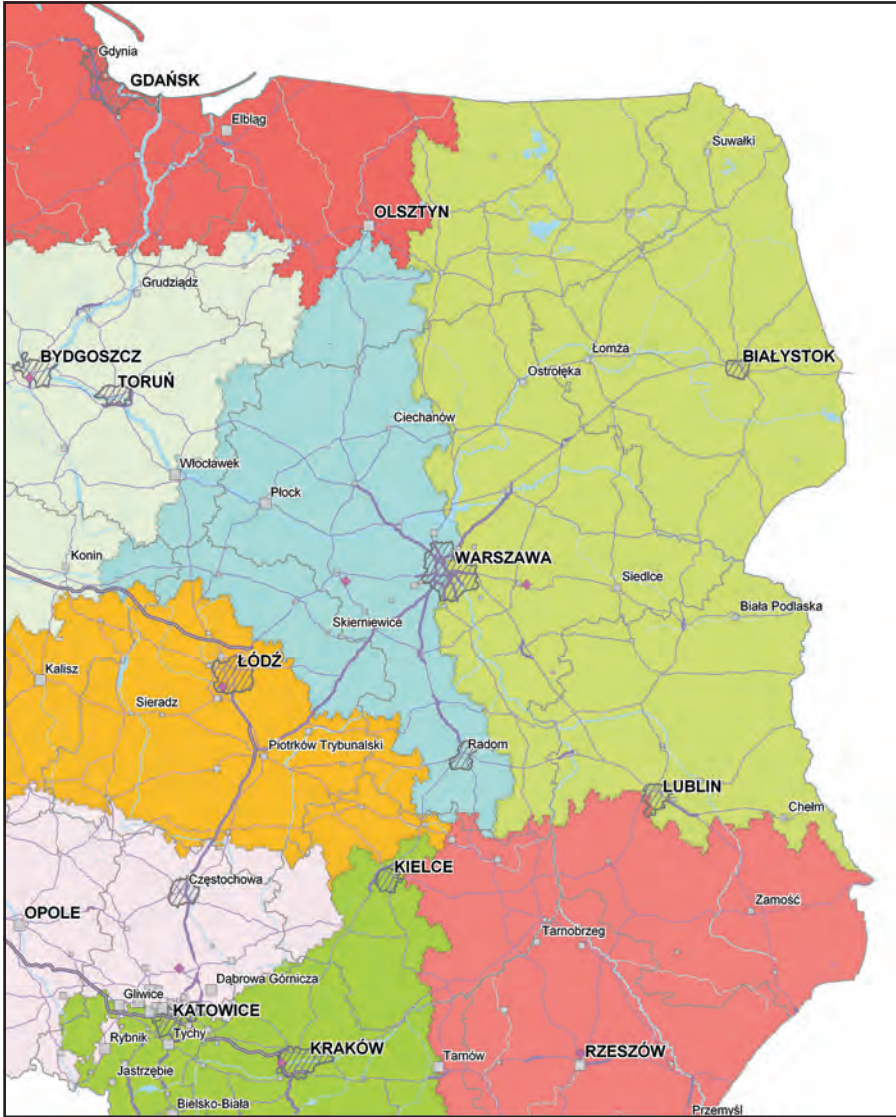 Gdynia
GDAŃSK
Elbląg
Suwałki
OLSZTYN
Grudziądz
BYDGOSZCZ
TORUŃ
Łomża
BIAŁYSTOK
Ostrołęka
Ciechanów
Włocławek
Płock
Konin
WARSZAWA
Siedlce
Biała Podlaska
Skierniewice
ŁÓDŹ
Kalisz
Sieradz
Piotrków Trybunalski
Radom
LUBLIN
Chełm
KIELCE
Częstochowa
OPOLE
Zamość
Tarnobrzeg
Dąbrowa Górnicza
Gliwice
KATOWICE
Tychy
Rybnik
KRAKÓW
Tarnów
RZESZÓW
Jastrzębie
Bielsko-Biała
Przemyśl